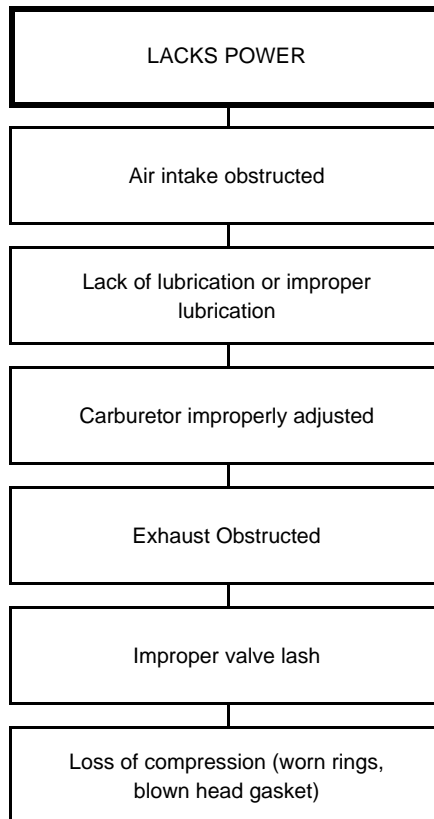 LACKS POWER
Air intake obstructed
Lack of lubrication or improper
lubrication
Carburetor improperly adjusted
Exhaust Obstructed
Improper valve lash
Loss of compression (worn rings,
blown head gasket)